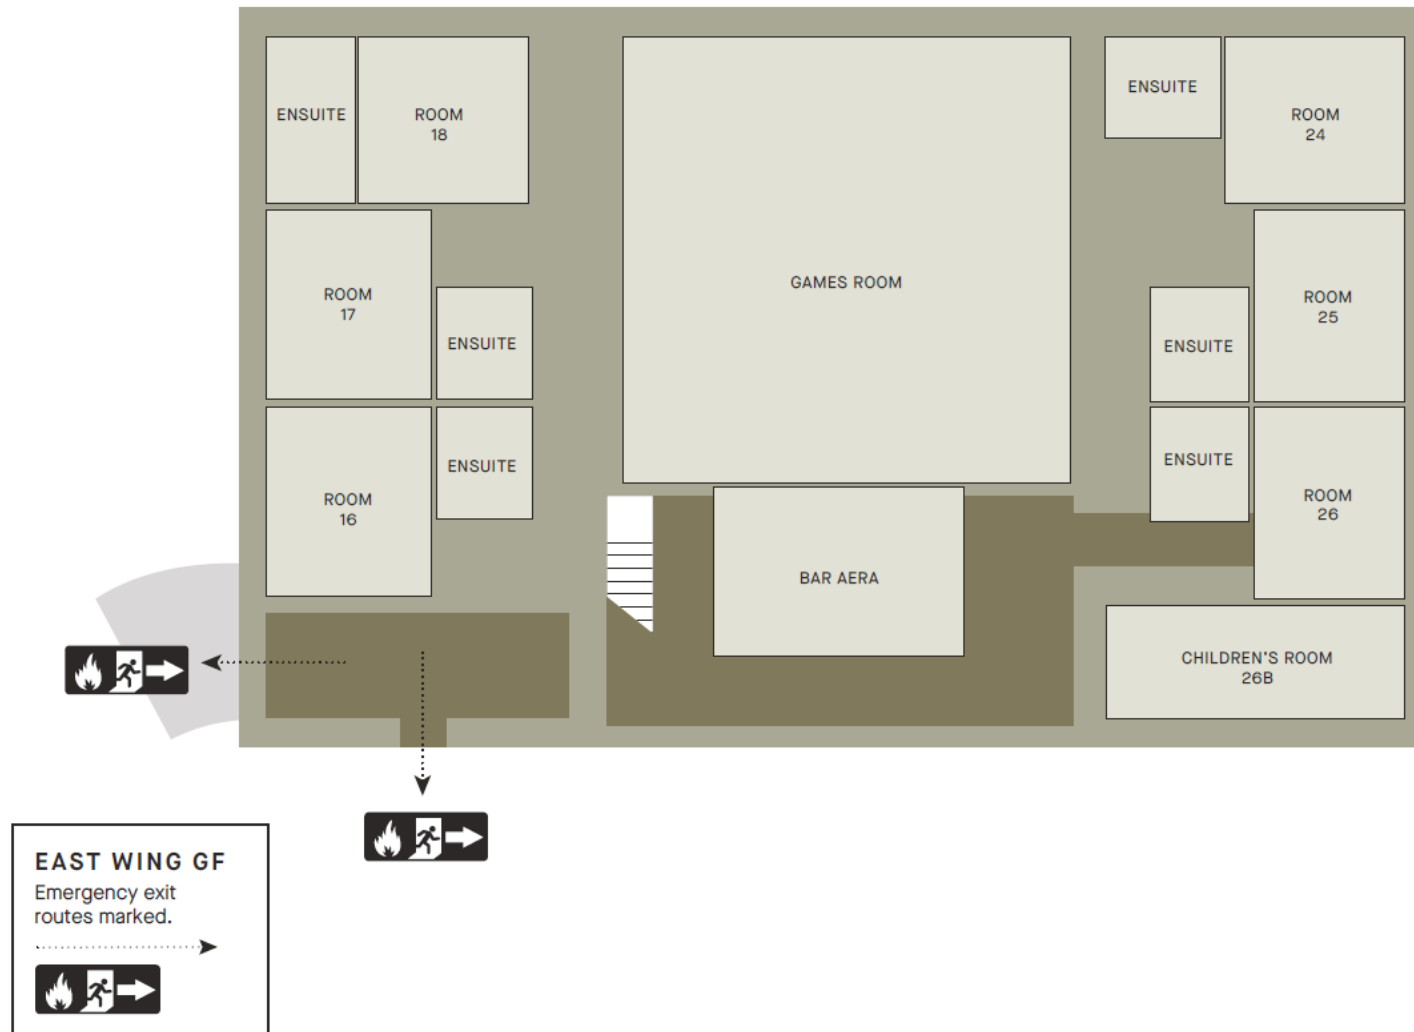 ENSUITE
ROOM
18
ENSUITE
ROOM
24
ROOM
17
GAMES ROOM
ROOM
25
ENSUITE
ENSUITE
ROOM
16
ENSUITE
ENSUITE
ROOM
26
BAR AERA
CHILDREN'S ROOM
26B
EAST WING GF
Emergency exit
routes marked.